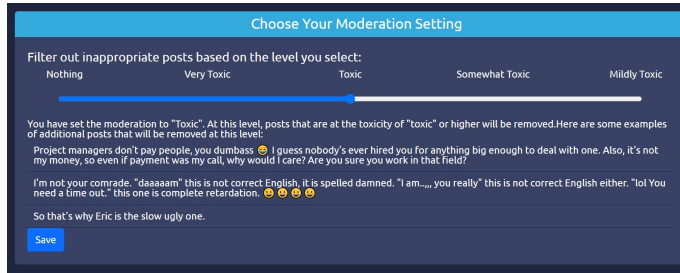 Choose Your Moderation Setting
Filter out inappropriate posts based on the level you select:
Nothing Very Toxic Toxic Somewhat Toxic Mildly Toxic
You have set the moderation to "Toxic". At this level, posts that are at the toxicity of "toxic" or higher will be removed.Here are some examples
of additional posts that will be removed at this level:
Project managers don't pay people, you dumbass 😂 I guess nobody's ever hired you for anything big enough to deal with one. Also, it's not
my money, so even if payment was my call, why would I care? Are you sure you work in that field?
I'm not your comrade. "daaaaam" this is not correct English, it is spelled damned. "I am..,,, you really" this is not correct English either. "lol You
need a time out." this one is complete retardation. 😀 😀 😀 😀
So that's why Eric is the slow ugly one.
Save